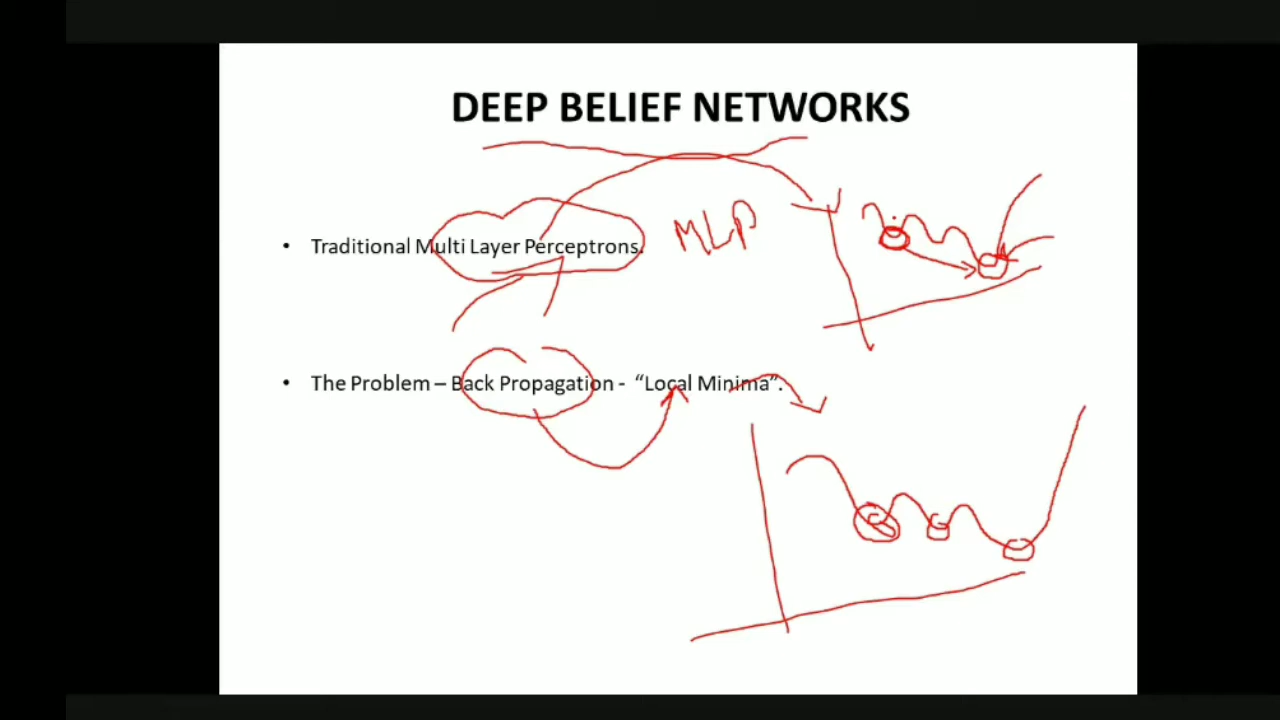 DEEP BELIEF NETWORKS
• Traditional Multi Layer Perceptrons.
MLP
• The Problem – Back Propagation - “Local Minima”.